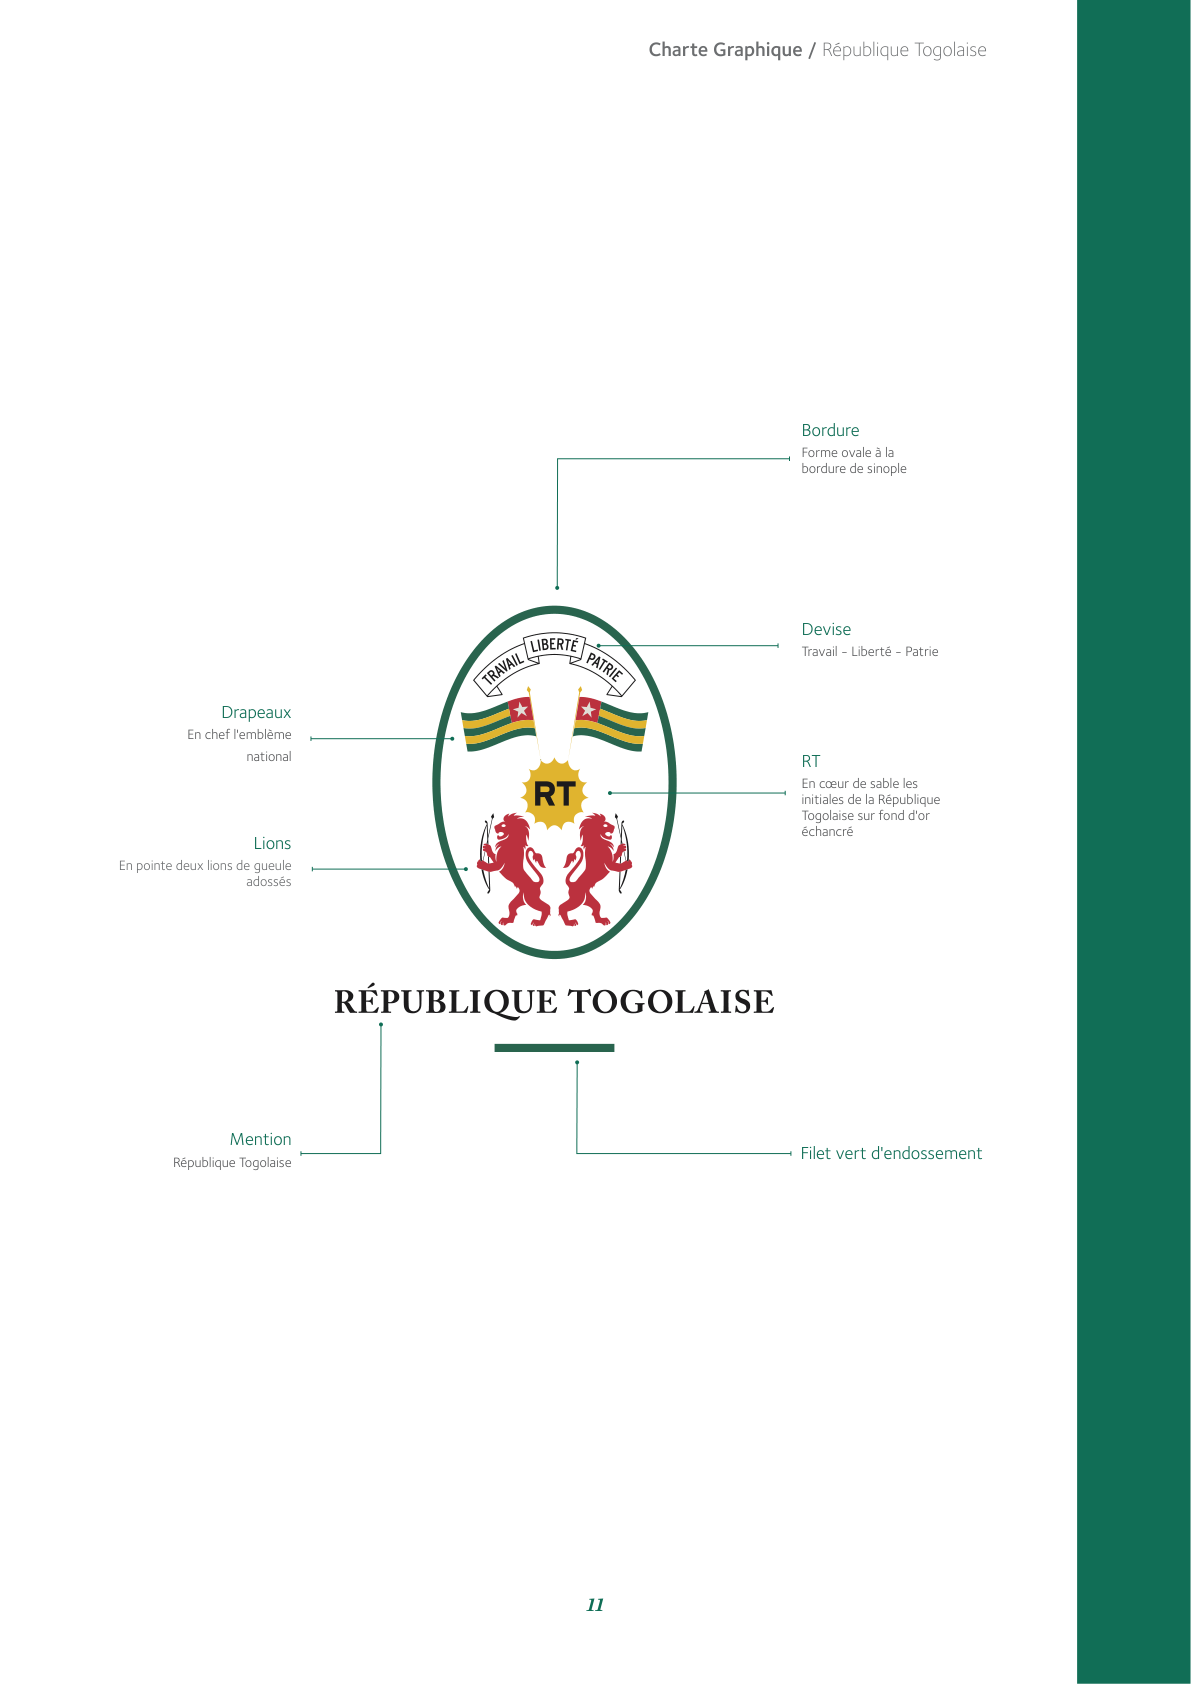 Charte Graphique / République Togolaise
Bordure
Forme ovale à la
bordure de sinople
Devise
Travail - Liberté - Patrie
TRAVAIL LIBERTÉ PATRIE
Drapeaux
En chef l'emblême
national
RT
En cœur de sable les
initiales de la République
Togolaise sur fond d'or
échancré
RT
Lions
En pointe deux lions de gueule
adossés
RÉPUBLIQUE TOGOLAISE
Mention
République Togolaise
Filet vert d'endossement
11